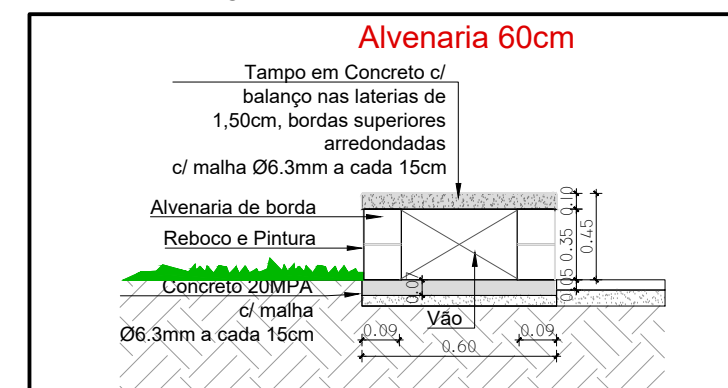 Alvenaria 60cm
Tampo em Concreto c/
balanço nas laterias de
1,50cm, bordas superiores
arredondadas
c/ malha Ø6.3mm a cada 15cm
Alvenaria de borda
Reboco e Pintura
Concreto 20MPA
c/ malha
Ø6.3mm a cada 15cm
Vão
0.10
0.35
0.45
0.05
0.07
0.09
0.09
0.60